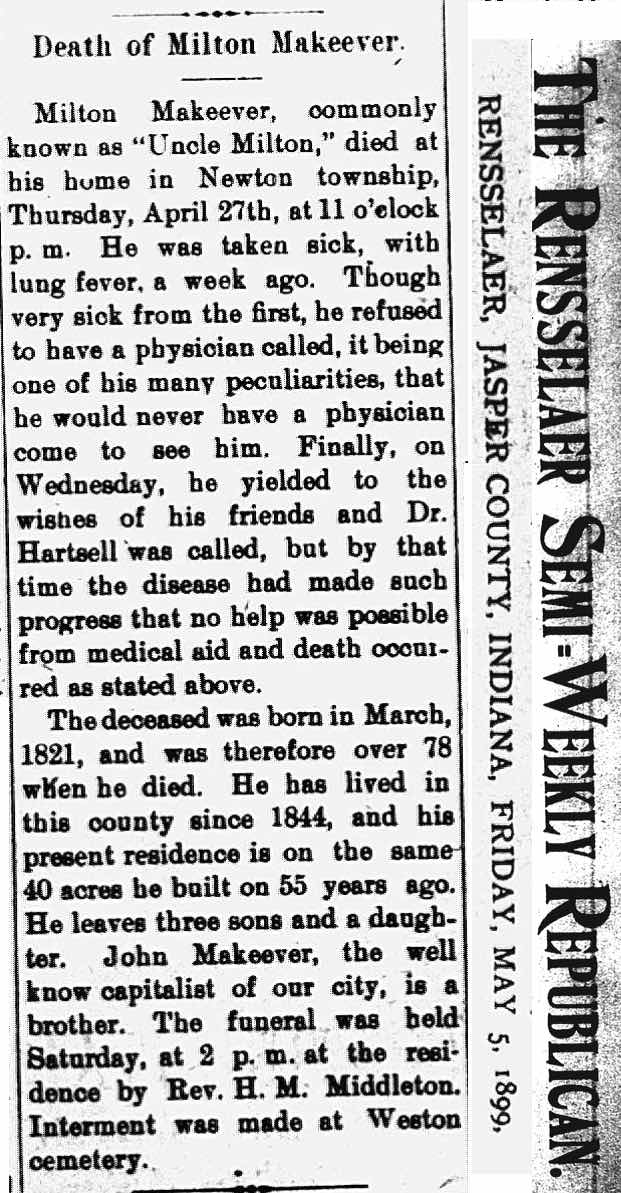 Death of Milton Makeever.
Milton Makeever, commonly
known as "Uncle Milton," died at
his home in Newton township,
Thursday, April 27th, at 11 o'clock
p. m. He was taken sick, with
lung fever, a week ago. Though
very sick from the first, he refused
to have a physician called, it being
one of his many peculiarities, that
he would never have a physician
come to see him. Finally, on
Wednesday, he yielded to the
wishes of his friends and Dr.
Hartsell was called, but by that
time the disease had made such
progress that no help was possible
from medical aid and death occur-
red as stated above.
The deceased was born in March,
1821, and was therefore over 78
when he died. He has lived in
this county since 1844, and his
present residence is on the same
40 acres he built on 55 years ago.
He leaves three sons and a daugh-
ter. John Makeever, the well
know capitalist of our city, is a
brother. The funeral was held
Saturday, at 2 p. m. at the resi-
dence by Rev. H. M. Middleton.
Interment was made at Weston
cemetery.
THE RENSSELAER SEMI=WEEKLY REPUBLICAN.
RENSSELAER, JASPER COUNTY, INDIANA, FRIDAY, MAY 5, 1899.